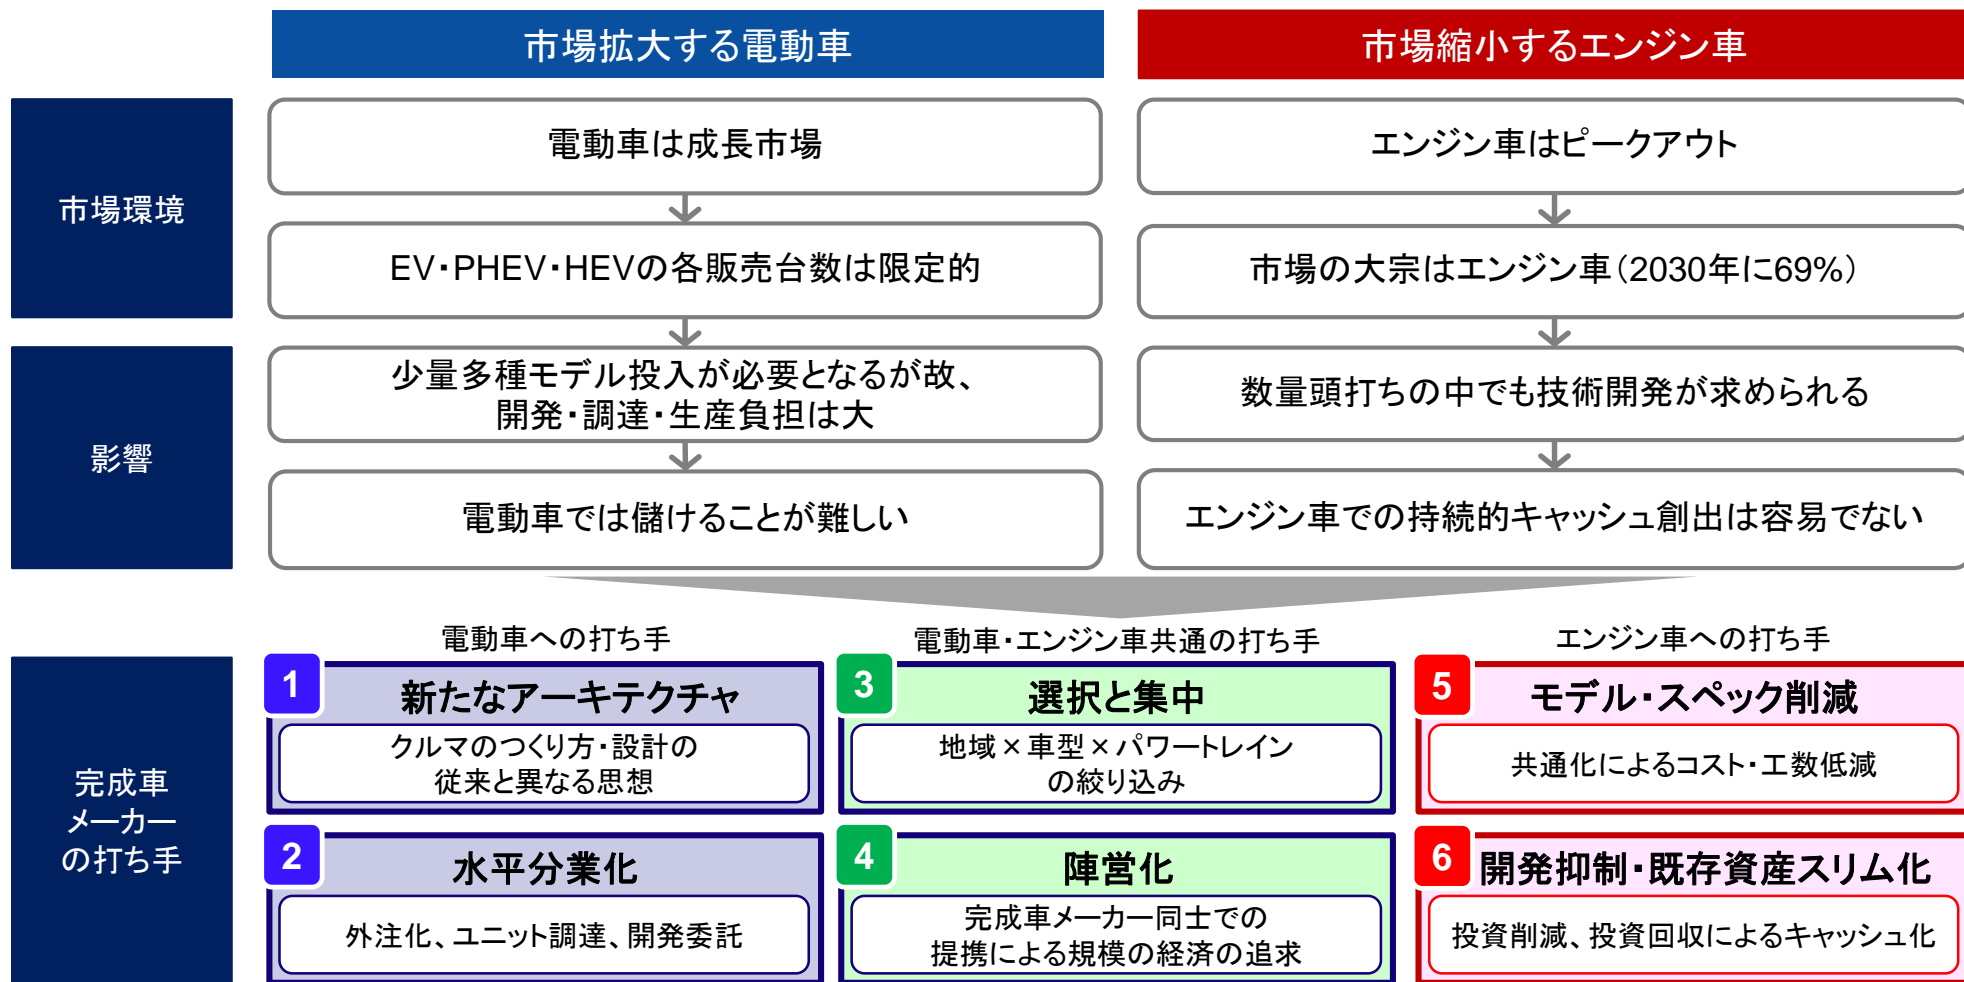 市場拡大する電動車
市場縮小するエンジン車
市場環境
電動車は成長市場
エンジン車はピークアウト
EV・PHEV・HEVの各販売台数は限定的
市場の大宗はエンジン車（2030年に69%）
影響
少量多種モデル投入が必要となるが故、
開発・調達・生産負担は大
数量頭打ちの中でも技術開発が求められる
電動車では儲けることが難しい
エンジン車での持続的キャッシュ創出は容易でない
完成車
メーカー
の打ち手
電動車への打ち手
電動車・エンジン車共通の打ち手
エンジン車への打ち手
1
新たなアーキテクチャ
クルマのつくり方・設計の
従来と異なる思想
3
選択と集中
地域×車型×パワートレイン
の絞り込み
5
モデル・スペック削減
共通化によるコスト・工数低減
2
水平分業化
外注化、ユニット調達、開発委託
4
陣営化
完成車メーカー同士での
提携による規模の経済の追求
6
開発抑制・既存資産スリム化
投資削減、投資回収によるキャッシュ化